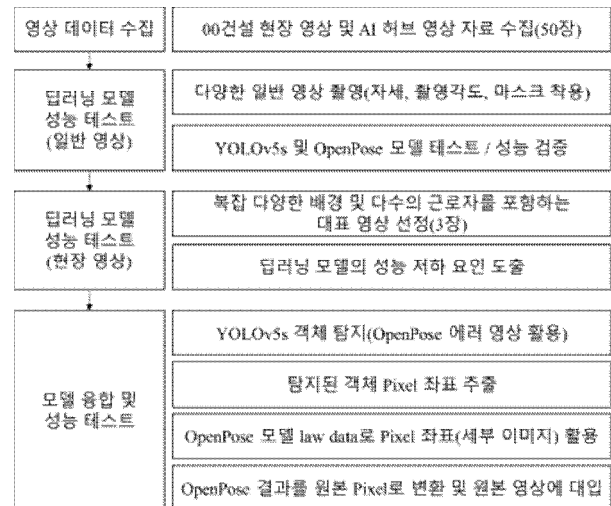 영상 데이터 수집
00건설 현장 영상 및 AI 허브 영상 자료 수집(50장)
딥러닝 모델
성능 테스트
(일반 영상)
다양한 일반 영상 촬영(자세, 촬영각도, 마스크 착용)
YOLOv5s 및 OpenPose 모델 테스트 / 성능 검증
딥러닝 모델
성능 테스트
(현장 영상)
복잡 다양한 배경 및 다수의 근로자를 포함하는
대표 영상 선정(3장)
딥러닝 모델의 성능 저하 요인 도출
모델 융합 및
성능 테스트
YOLOv5s 객체 탐지(OpenPose 에러 영상 활용)
탐지된 객체 Pixel 좌표 추출
OpenPose 모델 law data로 Pixel 좌표(세부 이미지) 활용
OpenPose 결과를 원본 Pixel로 변환 및 원본 영상에 대입